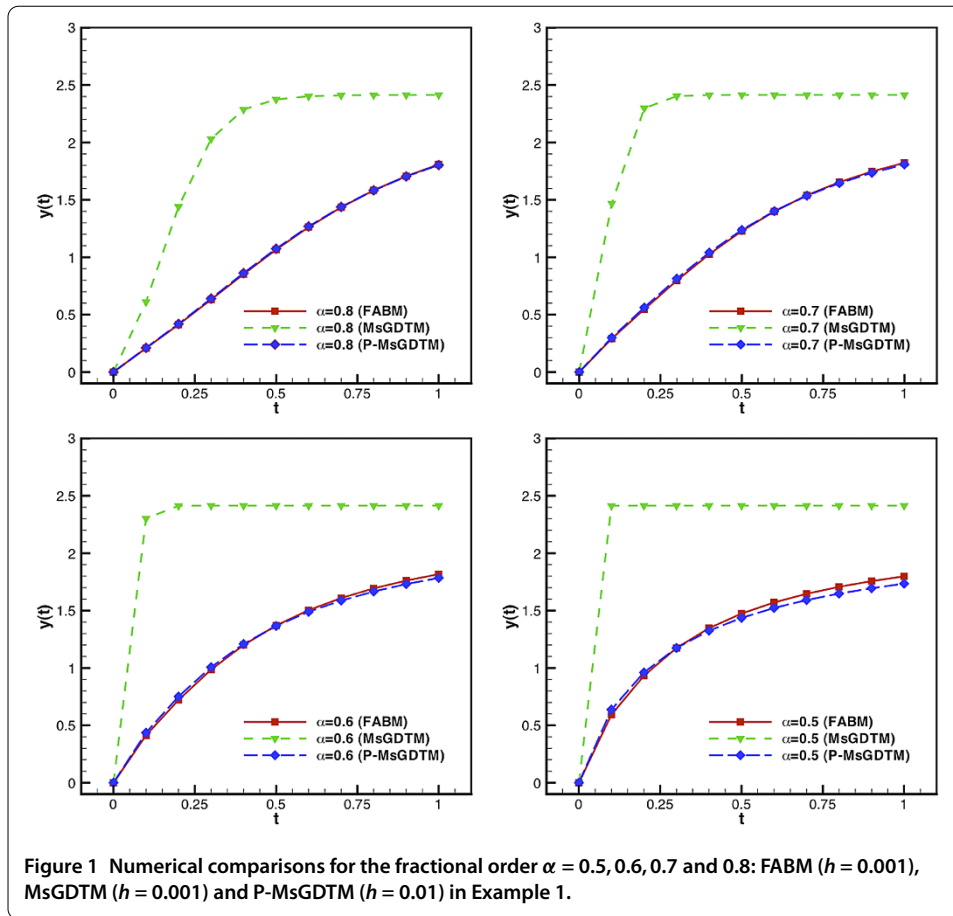 3
2.5
2
1.5
1
0.5
0
y(t)
0
0.25
0.5
0.75
1
t
α=0.8 (FABM)
α=0.8 (MsGDTM)
α=0.8 (P-MsGDTM)
3
2.5
2
1.5
1
0.5
0
y(t)
0
0.25
0.5
0.75
1
t
α=0.7 (FABM)
α=0.7 (MsGDTM)
α=0.7 (P-MsGDTM)
3
2.5
2
1.5
1
0.5
0
y(t)
0
0.25
0.5
0.75
1
t
α=0.6 (FABM)
α=0.6 (MsGDTM)
α=0.6 (P-MsGDTM)
3
2.5
2
1.5
1
0.5
0
y(t)
0
0.25
0.5
0.75
1
t
α=0.5 (FABM)
α=0.5 (MsGDTM)
α=0.5 (P-MsGDTM)
Figure 1 Numerical comparisons for the fractional order α = 0.5, 0.6, 0.7 and 0.8: FABM (h = 0.001),
MsGDTM (h = 0.001) and P-MsGDTM (h = 0.01) in Example 1.